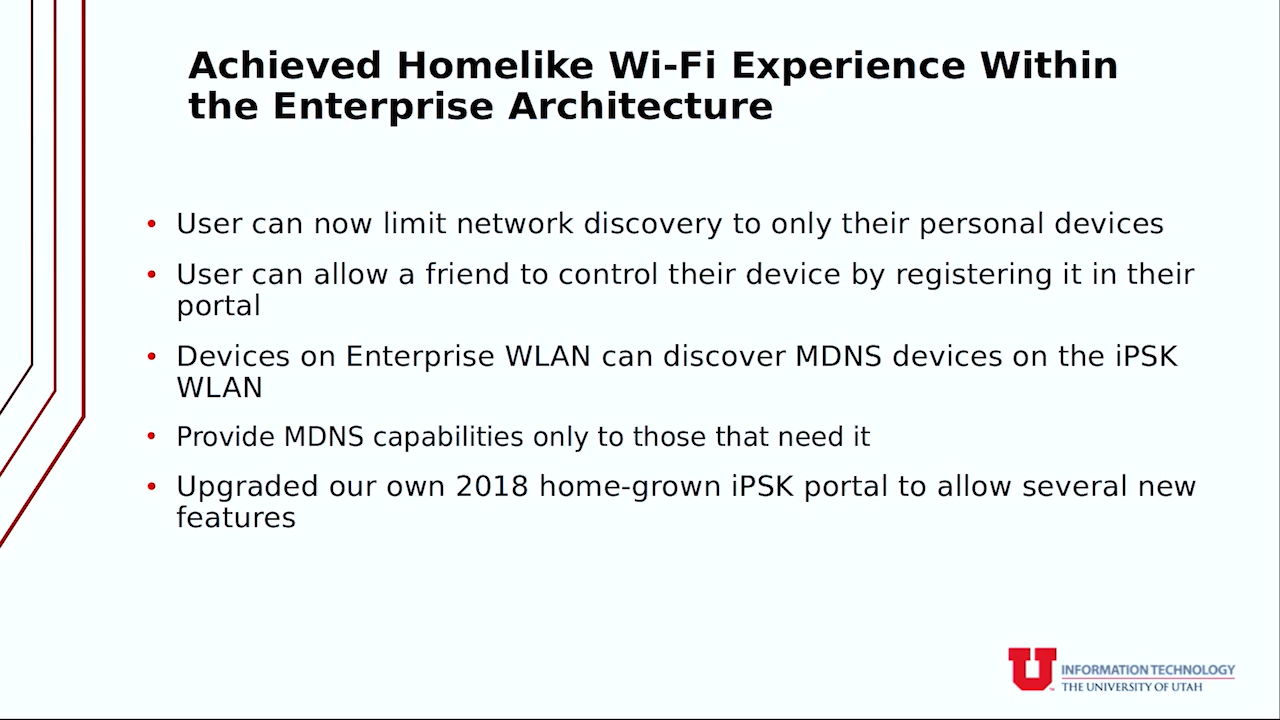 Achieved Homelike Wi-Fi Experience Within
the Enterprise Architecture
• User can now limit network discovery to only their personal devices
• User can allow a friend to control their device by registering it in their
portal
• Devices on Enterprise WLAN can discover MDNS devices on the iPSK
WLAN
• Provide MDNS capabilities only to those that need it
• Upgraded our own 2018 home-grown iPSK portal to allow several new
features
U
INFORMATION TECHNOLOGY
THE UNIVERSITY OF UTAH